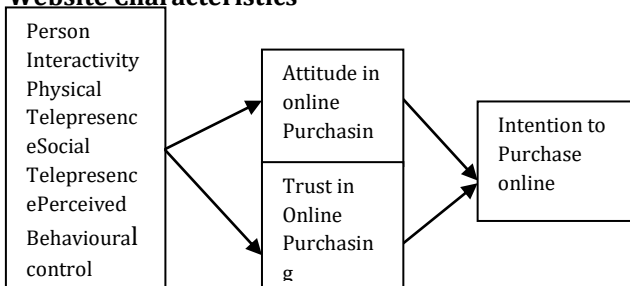 Website Characteristics
Person
Interactivity
Physical
Telepresenc
eSocial
Telepresenc
ePerceived
Behavioural
control
Attitude in
online
Purchasin
Trust in
Online
Purchasin
g
Intention to
Purchase
online